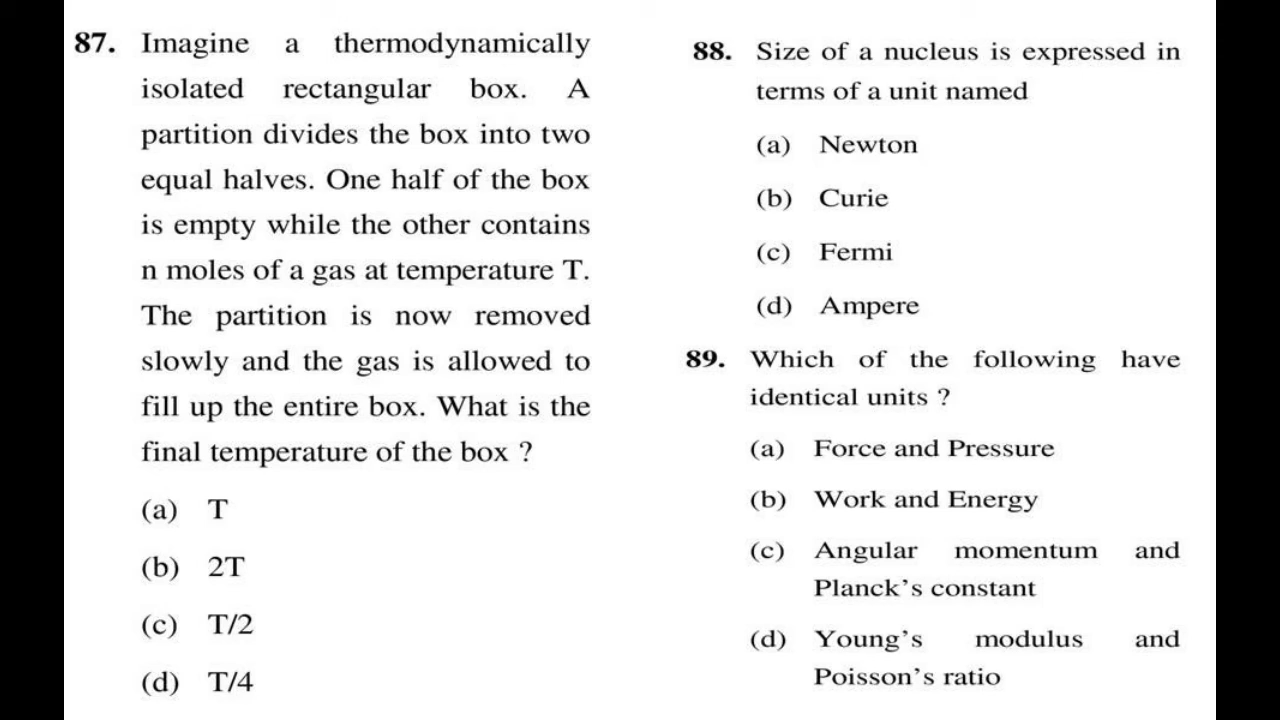 87. Imagine a thermodynamically
isolated rectangular box. A
partition divides the box into two
equal halves. One half of the box
is empty while the other contains
n moles of a gas at temperature T.
The partition is now removed
slowly and the gas is allowed to
fill up the entire box. What is the
final temperature of the box ?
(a) T
(b) 2T
(c) T/2
(d) T/4
88. Size of a nucleus is expressed in
terms of a unit named
(a) Newton
(b) Curie
(c) Fermi
(d) Ampere
89. Which of the following have
identical units ?
(a) Force and Pressure
(b) Work and Energy
(c) Angular momentum and
Planck’s constant
(d) Young’s modulus and
Poisson’s ratio